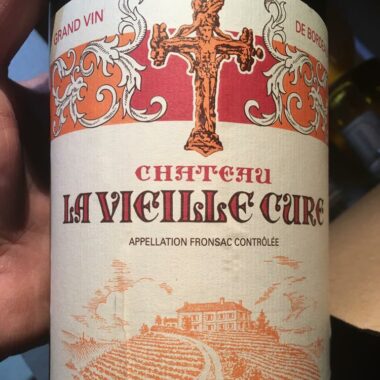 GRAND VIN
DE BORDEAUX
CHATEAU
LA VIEILLE CURE
APPELLATION FRONSAC CONTRÔLÉE